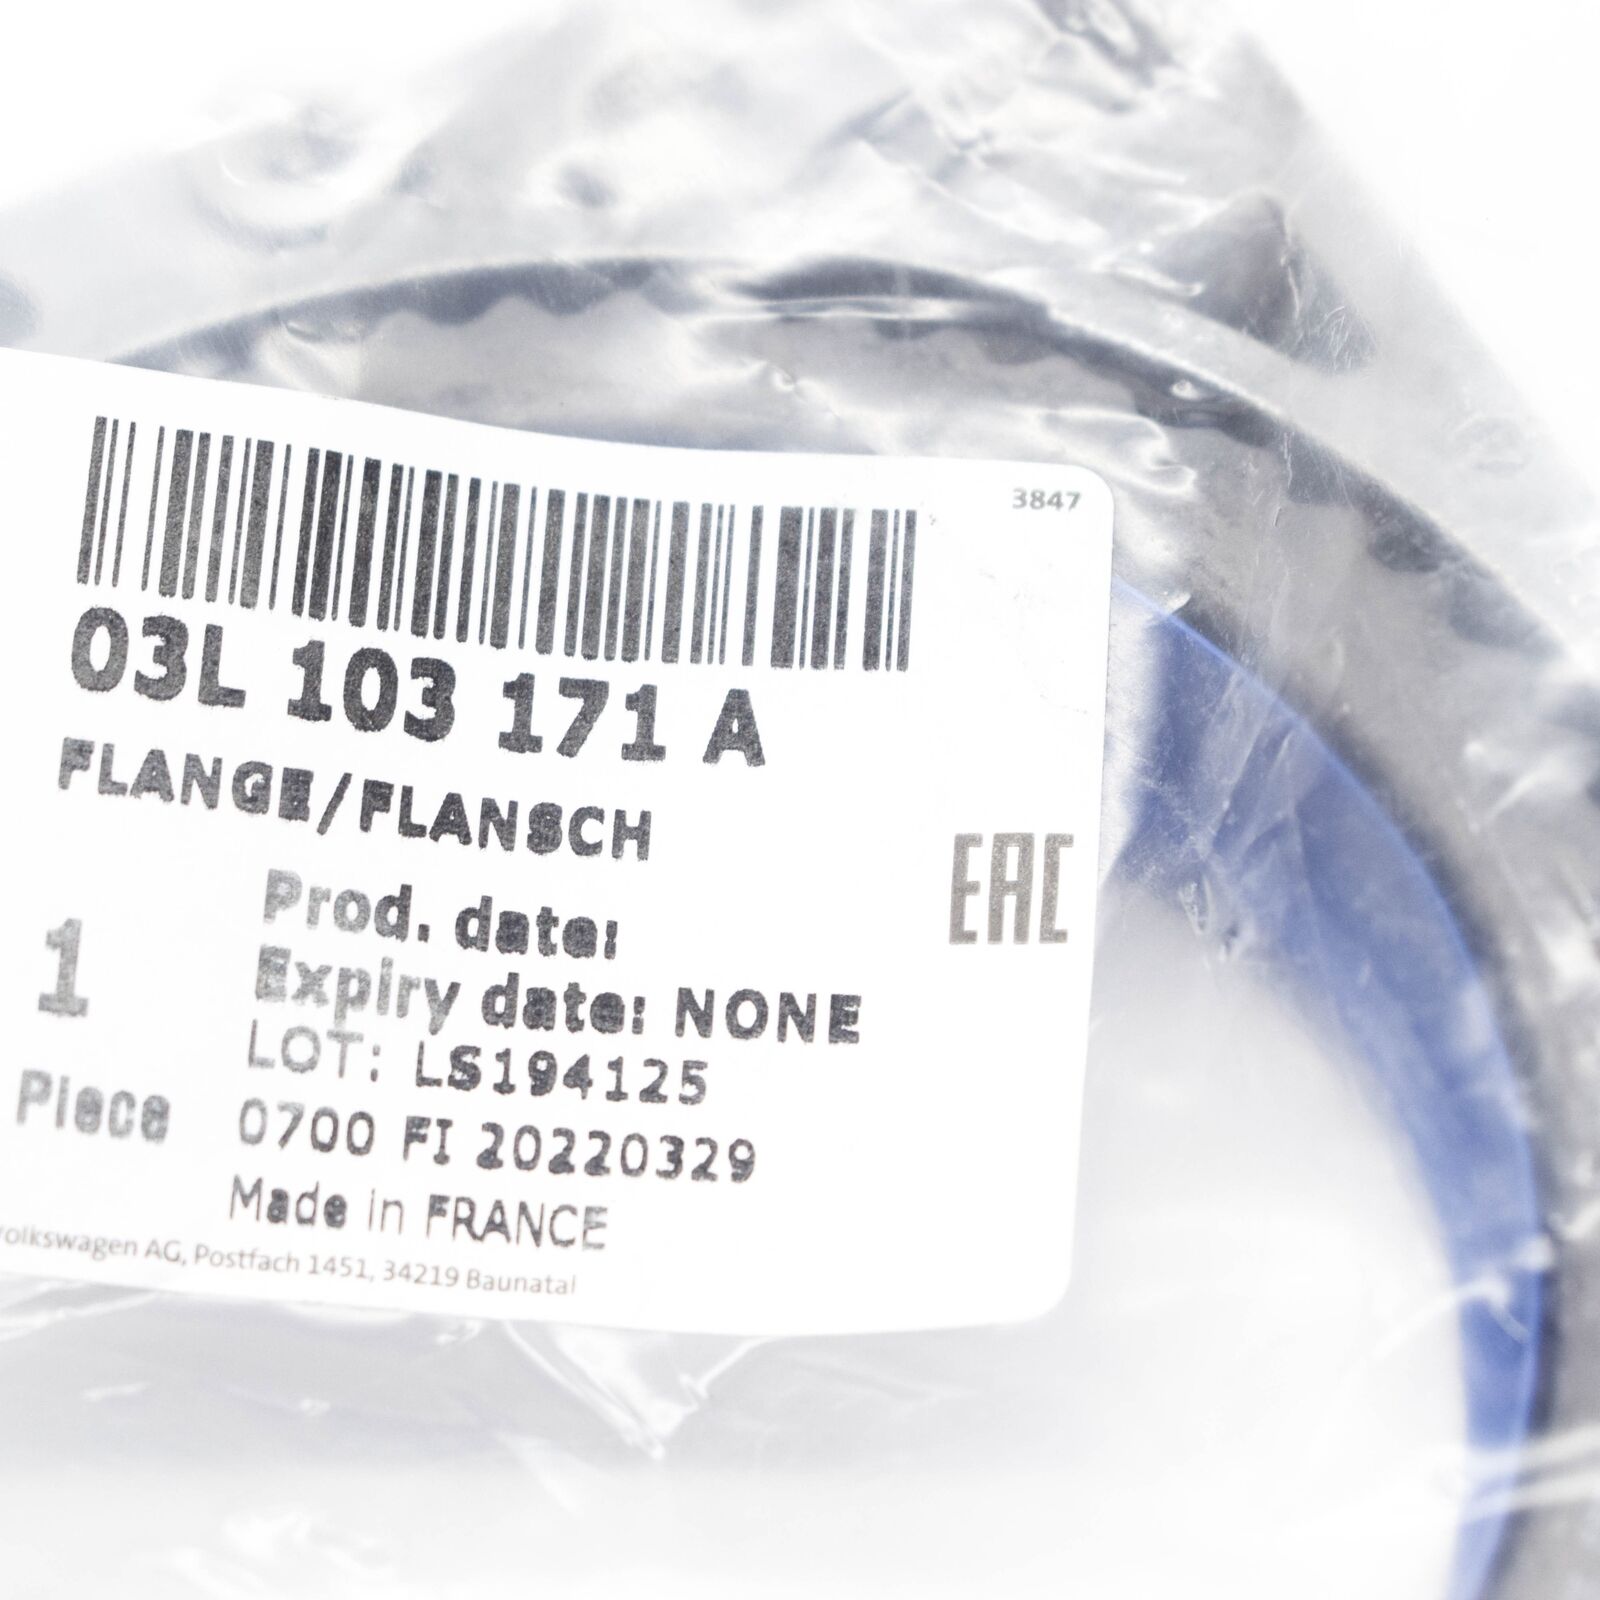 3847
03L 103 171 A
FLANGE/FLANSCH
EAC
Prod. date:
1
Expiry date: NONE
LOT: LS194125
Piece
0700 FI 20220329
Made in FRANCE
Volkswagen AG, Postfach 1451, 34219 Baunatal